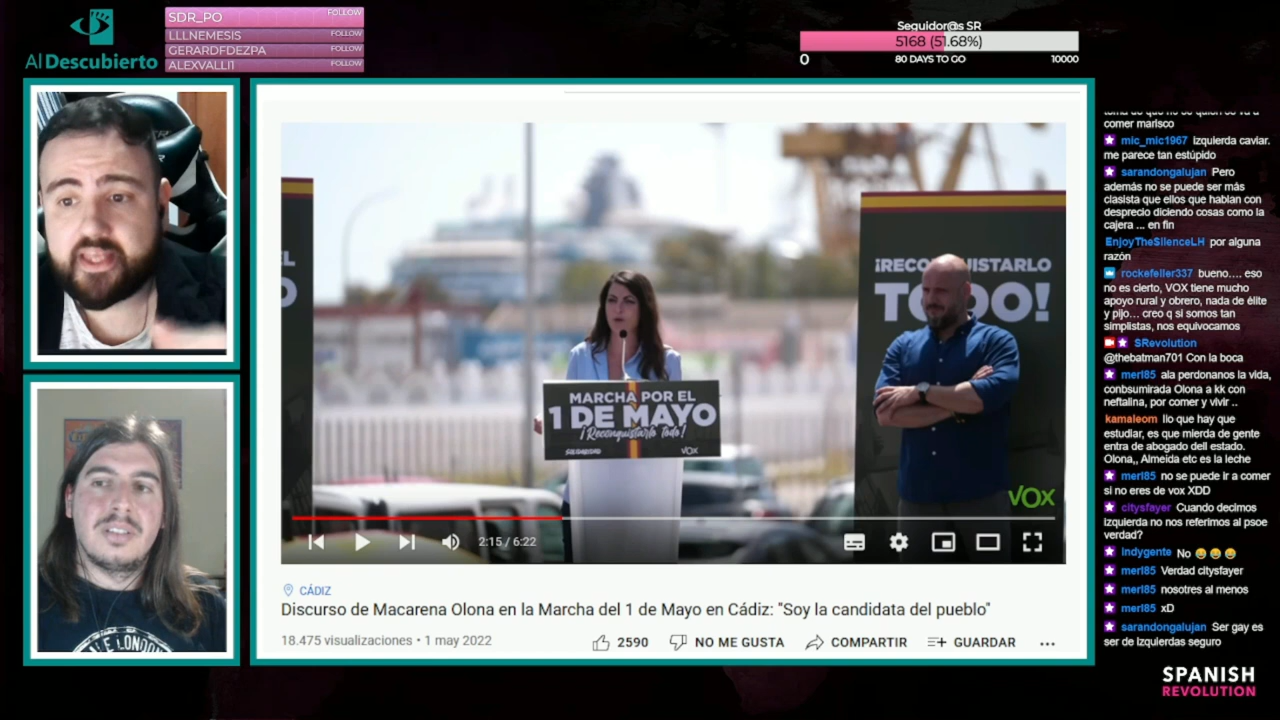 SDR_PO FOLLOW
LLLNEMESIS FOLLOW
GERARDFDEZPA FOLLOW
ALEXVALLI1 FOLLOW
Al Descubierto
Seguidor@s SR
5168 (51.68%)
0 80 DAYS TO GO 10000
¡RECONQUISTARLO
TODO!
MARCHA POR EL
1 DE MAYO
¡Reconquistarlo Todo!
SOLIDARIDAD VOX
VOX
2:15 / 6:22
CÁDIZ
Discurso de Macarena Olona en la Marcha del 1 de Mayo en Cádiz: "Soy la candidata del pueblo"
18.475 visualizaciones • 1 may 2022
2590 NO ME GUSTA COMPARTIR GUARDAR ...
comer marisco
mic_mic1967 izquierda caviar.
me parece tan estúpido
sarandongalujan Pero
además no se puede ser más
clasista que ellos que hablan con
desprecio diciendo cosas como la
cajera ... en fin
EnjoyTheSilenceLH por alguna
razón
rockefeller337 bueno.... eso
no es cierto, VOX tiene mucho
apoyo rural y obrero, nada de élite
y pijo... creo q si somos tan
simplistas, nos equivocamos
SRevolution
@thebatman701 Con la boca
merl85 ala perdonanos la vida,
conbsumirada Olona a kk con
neftalina, por comer y vivir ..
kamaleom llo que hay que
estudiar, es que mierda de gente
entra de abogado dell estado.
Olona,, Almeida etc es la leche
merl85 no se puede ir a comer
si no eres de vox XDD
citysfayer Cuando decimos
izquierda no nos referimos al psoe
verdad?
indygente No 😂😂😂
merl85 Verdad citysfayer
merl85 nosotres al menos
merl85 xD
sarandongalujan Ser gay es
ser de izquierdas seguro
SPANISH
REVOLUTION